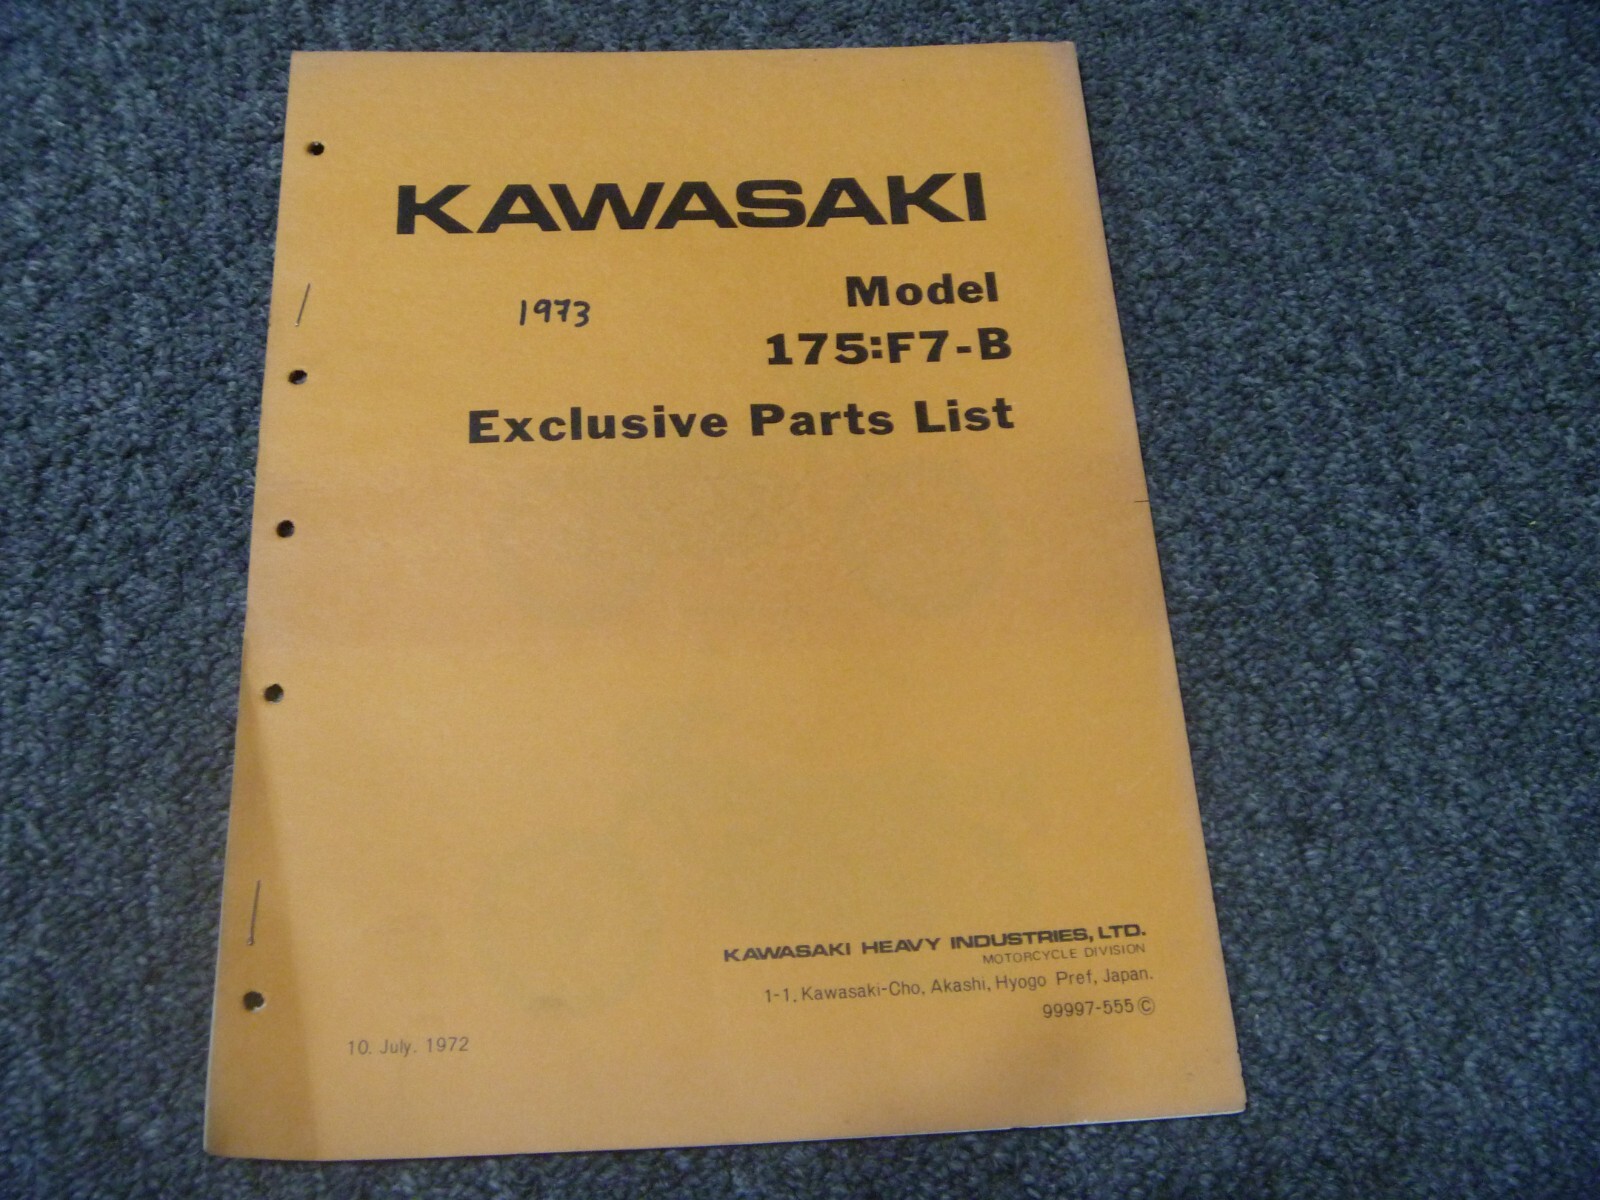 KAWASAKI
Model
1973
175:F7-B
Exclusive Parts List
KAWASAKI HEAVY INDUSTRIES, LTD.
MOTORCYCLE DIVISION
1-1, Kawasaki-Cho, Akashi, Hyogo Pref, Japan.
99997-555 ©
10. July. 1972